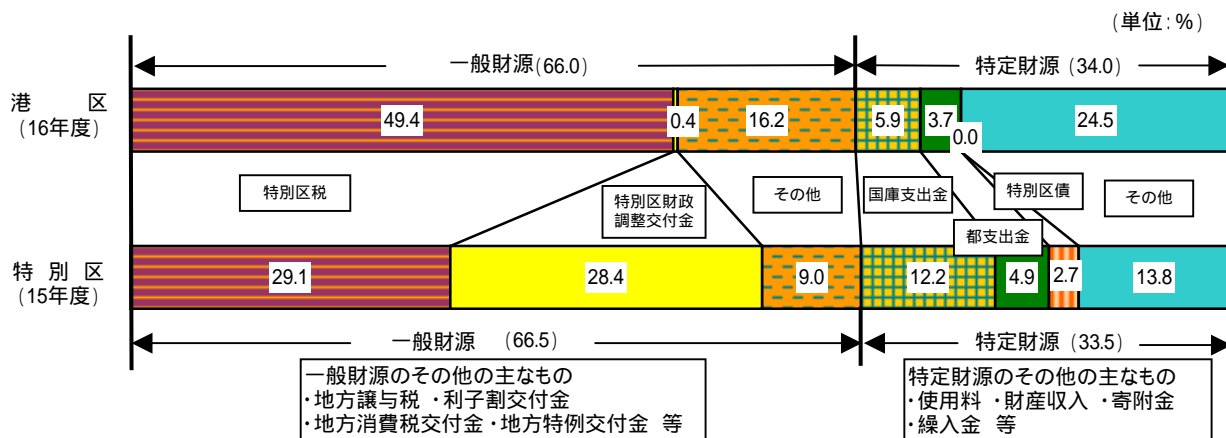 (単位:%)
一般財源(66.0) 特定財源(34.0)
港区
(16年度)
49.4 0.4 16.2 5.9 3.7 0.0 24.5
特別区税
特別区財政
調整交付金
その他
国庫支出金
都支出金
特別区債
その他
特別区
(15年度)
29.1 28.4 9.0 12.2 4.9 2.7 13.8
一般財源 (66.5) 特定財源(33.5)
一般財源のその他の主なもの
・地方譲与税 ・利子割交付金
・地方消費税交付金・地方特例交付金 等
特定財源のその他の主なもの
・使用料 ・財産収入 ・寄附金
・繰入金 等